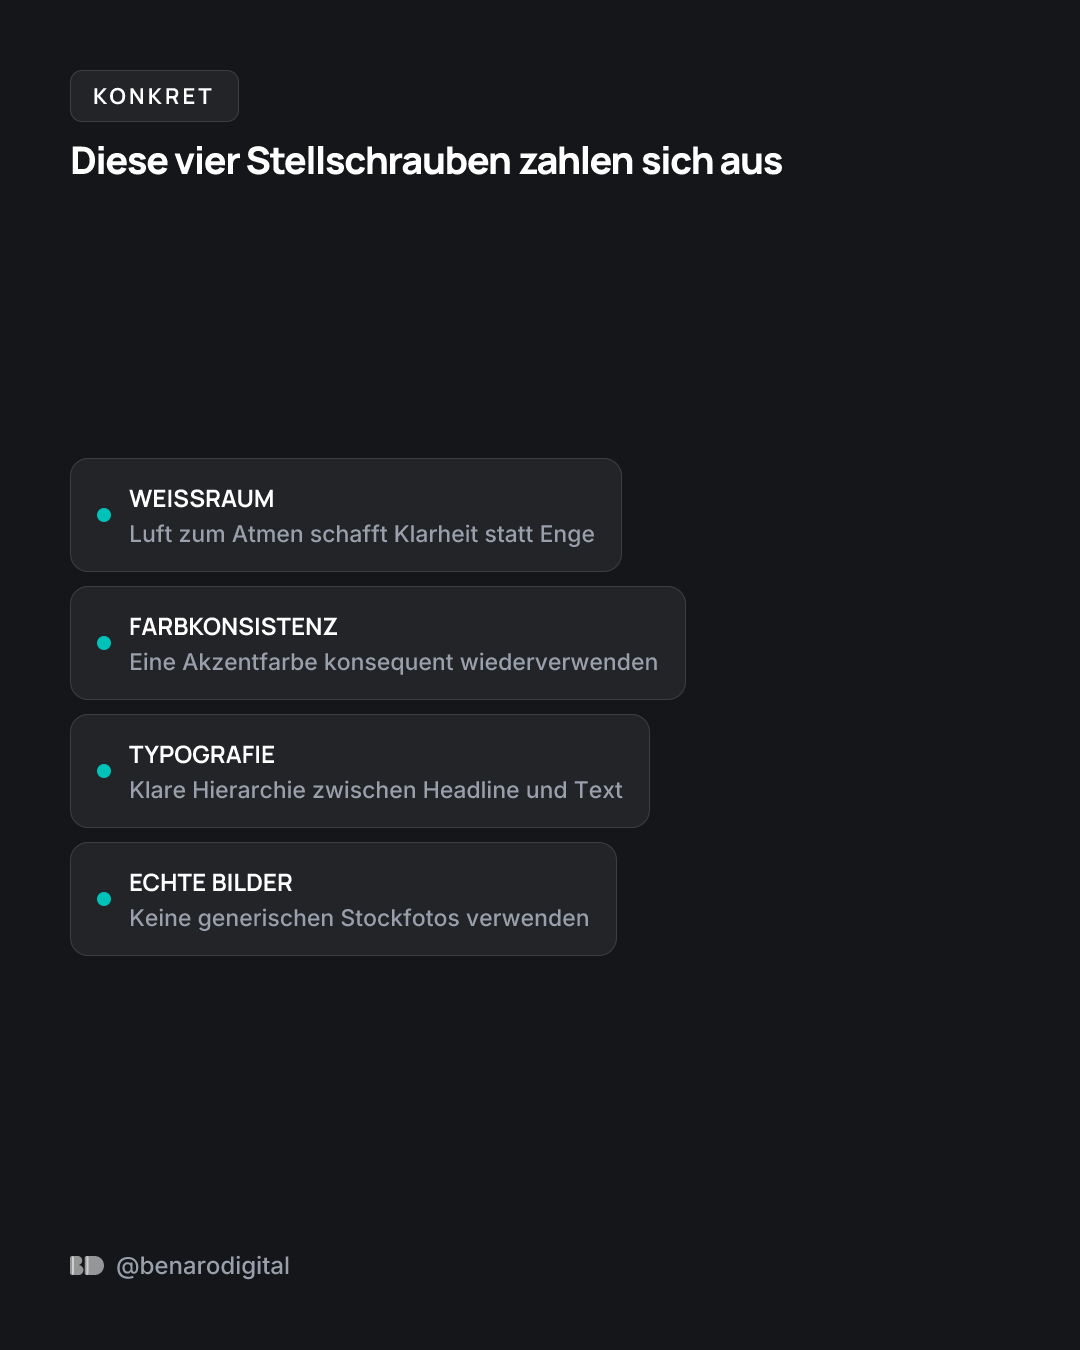 KONKRET
Diese vier Stellschrauben zahlen sich aus
WEISSRAUM
Luft zum Atmen schafft Klarheit statt Enge
FARBKONSISTENZ
Eine Akzentfarbe konsequent wiederverwenden
TYPOGRAFIE
Klare Hierarchie zwischen Headline und Text
ECHTE BILDER
Keine generischen Stockfotos verwenden
BD @benarodigital